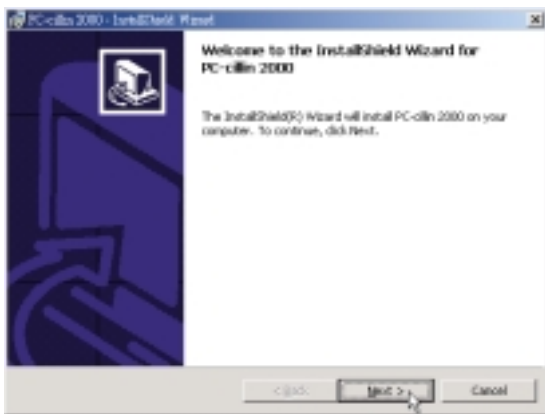 PC-cillin 2000 - InstallShield Wizard
Welcome to the InstallShield Wizard for
PC-cillin 2000
The InstallShield(R) Wizard will install PC-cillin 2000 on your
computer. To continue, click Next.
< Back
Next >
Cancel